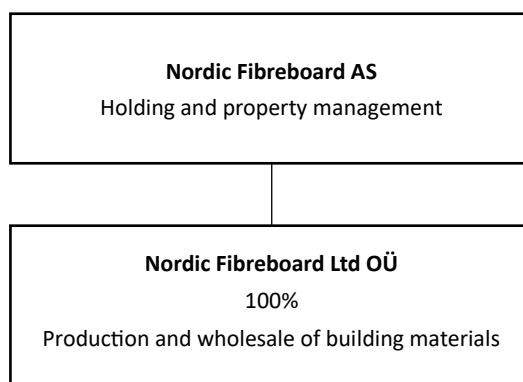 Nordic Fibreboard AS
Holding and property management
Nordic Fibreboard Ltd OÜ
100%
Production and wholesale of building materials